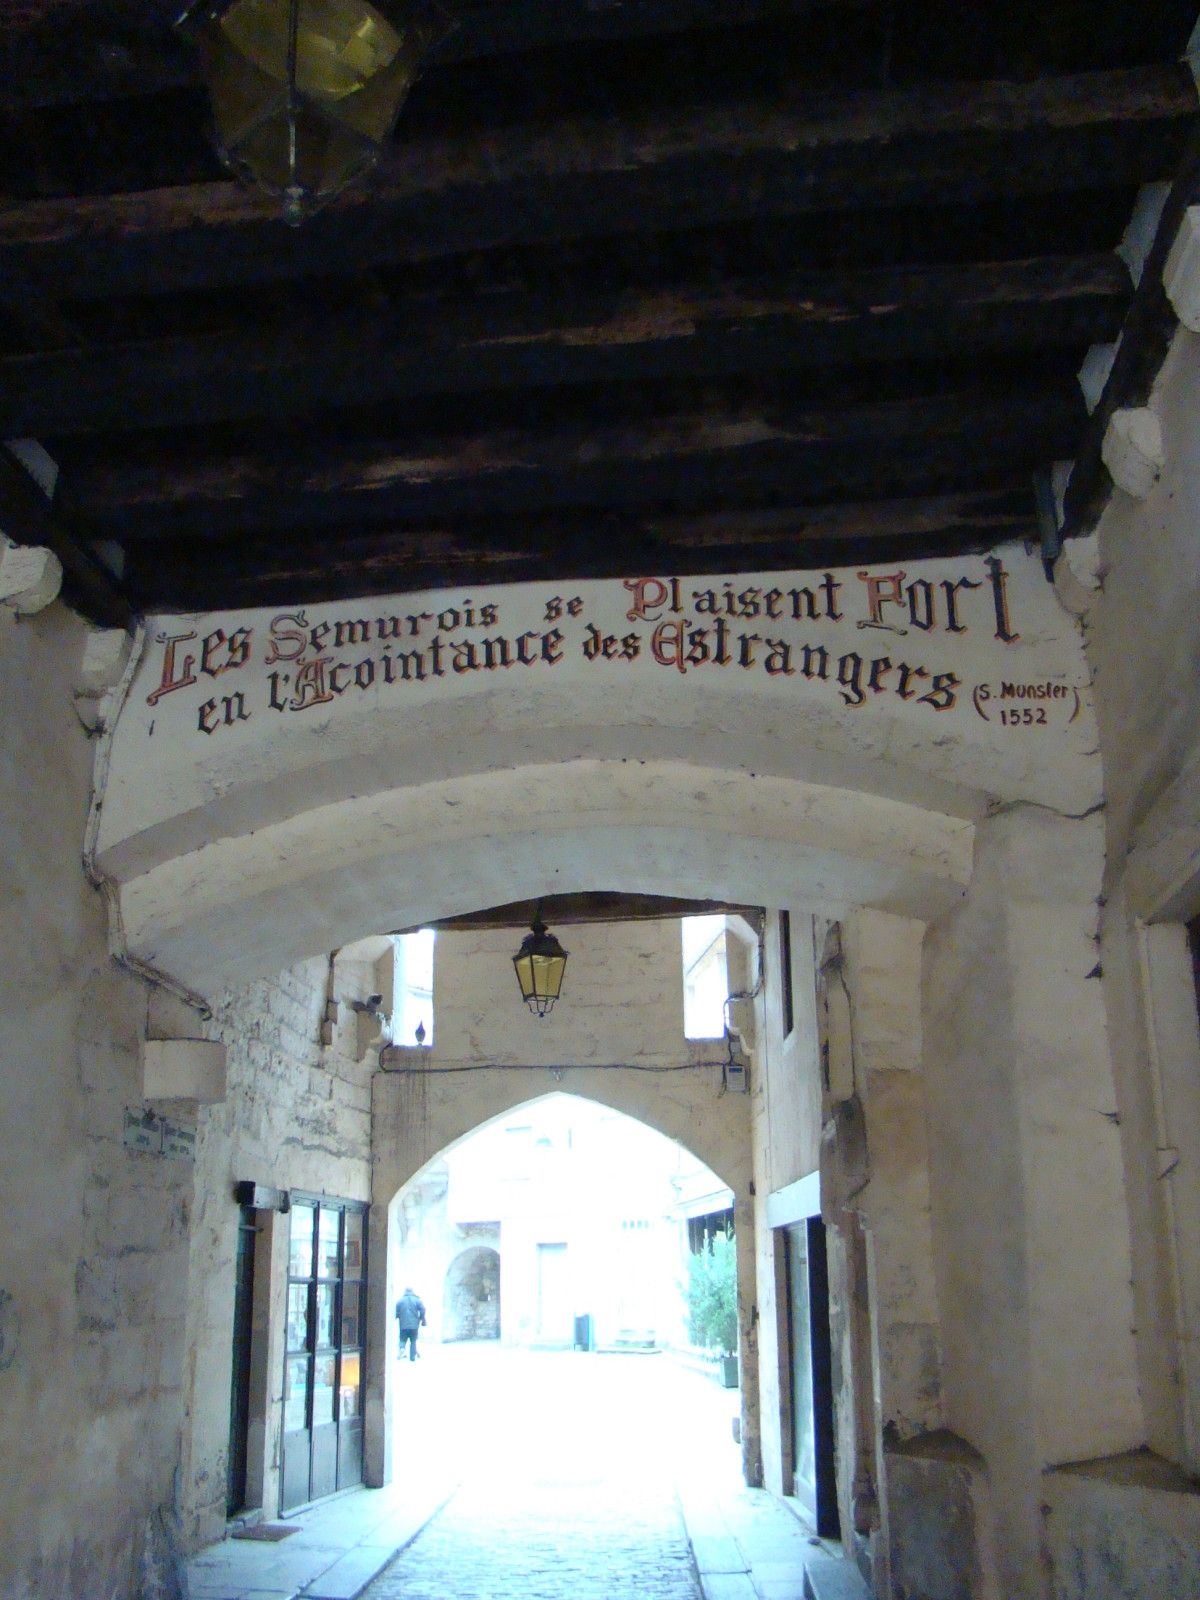 Les Semurois se Plaisent Fort
en l'Acointance des Estrangers
(S. Munster
1552)